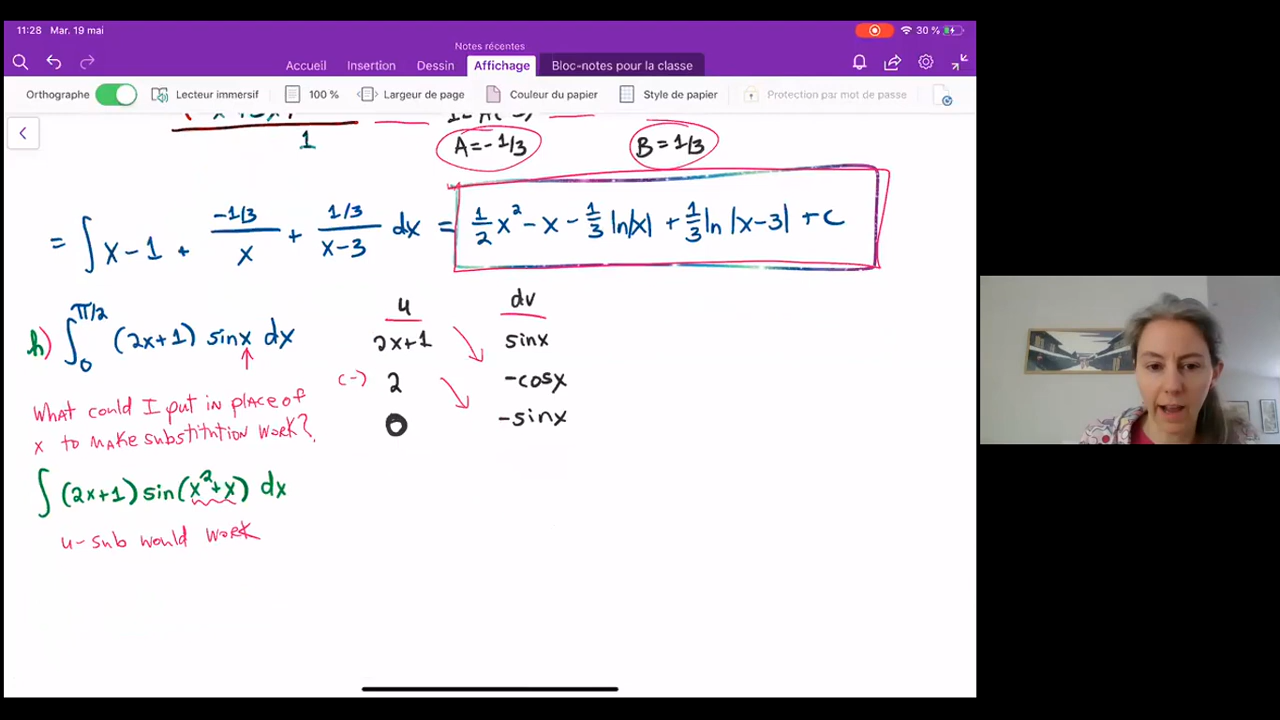 11:28 Mar. 19 mai
30 %
Notes récentes
Accueil Insertion Dessin Affichage Bloc-notes pour la classe
Orthographe Lecteur immersif 100 % Largeur de page Couleur du papier Style de papier Protection par mot de passe
1
A=-1/3 B=1/3
= ∫ x-1 + (-1/3)/x + (1/3)/(x-3) dx = 1/2 x² - x - 1/3 ln|x| + 1/3 ln |x-3| + C
h) ∫₀^(π/2) (2x+1) sinx dx
What could I put in place of
x to make substitution work?
∫ (2x+1) sin(x²+x) dx
u-sub would work
u dv
2x+1 sinx
(-) 2 -cosx
0 -sinx